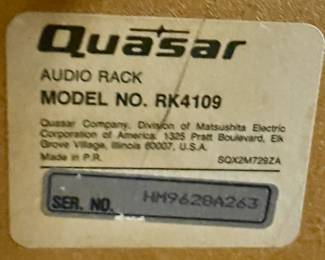 Quasar
AUDIO RACK
MODEL NO. RK4109
Quasar Company, Division of Matsushita Electric
Corporation of America, 1325 Pratt Boulevard, Elk
Grove Village, Illinois 60007, U.S.A.
Made in P.R. SQX2M729ZA
SER. NO. HM9628A263